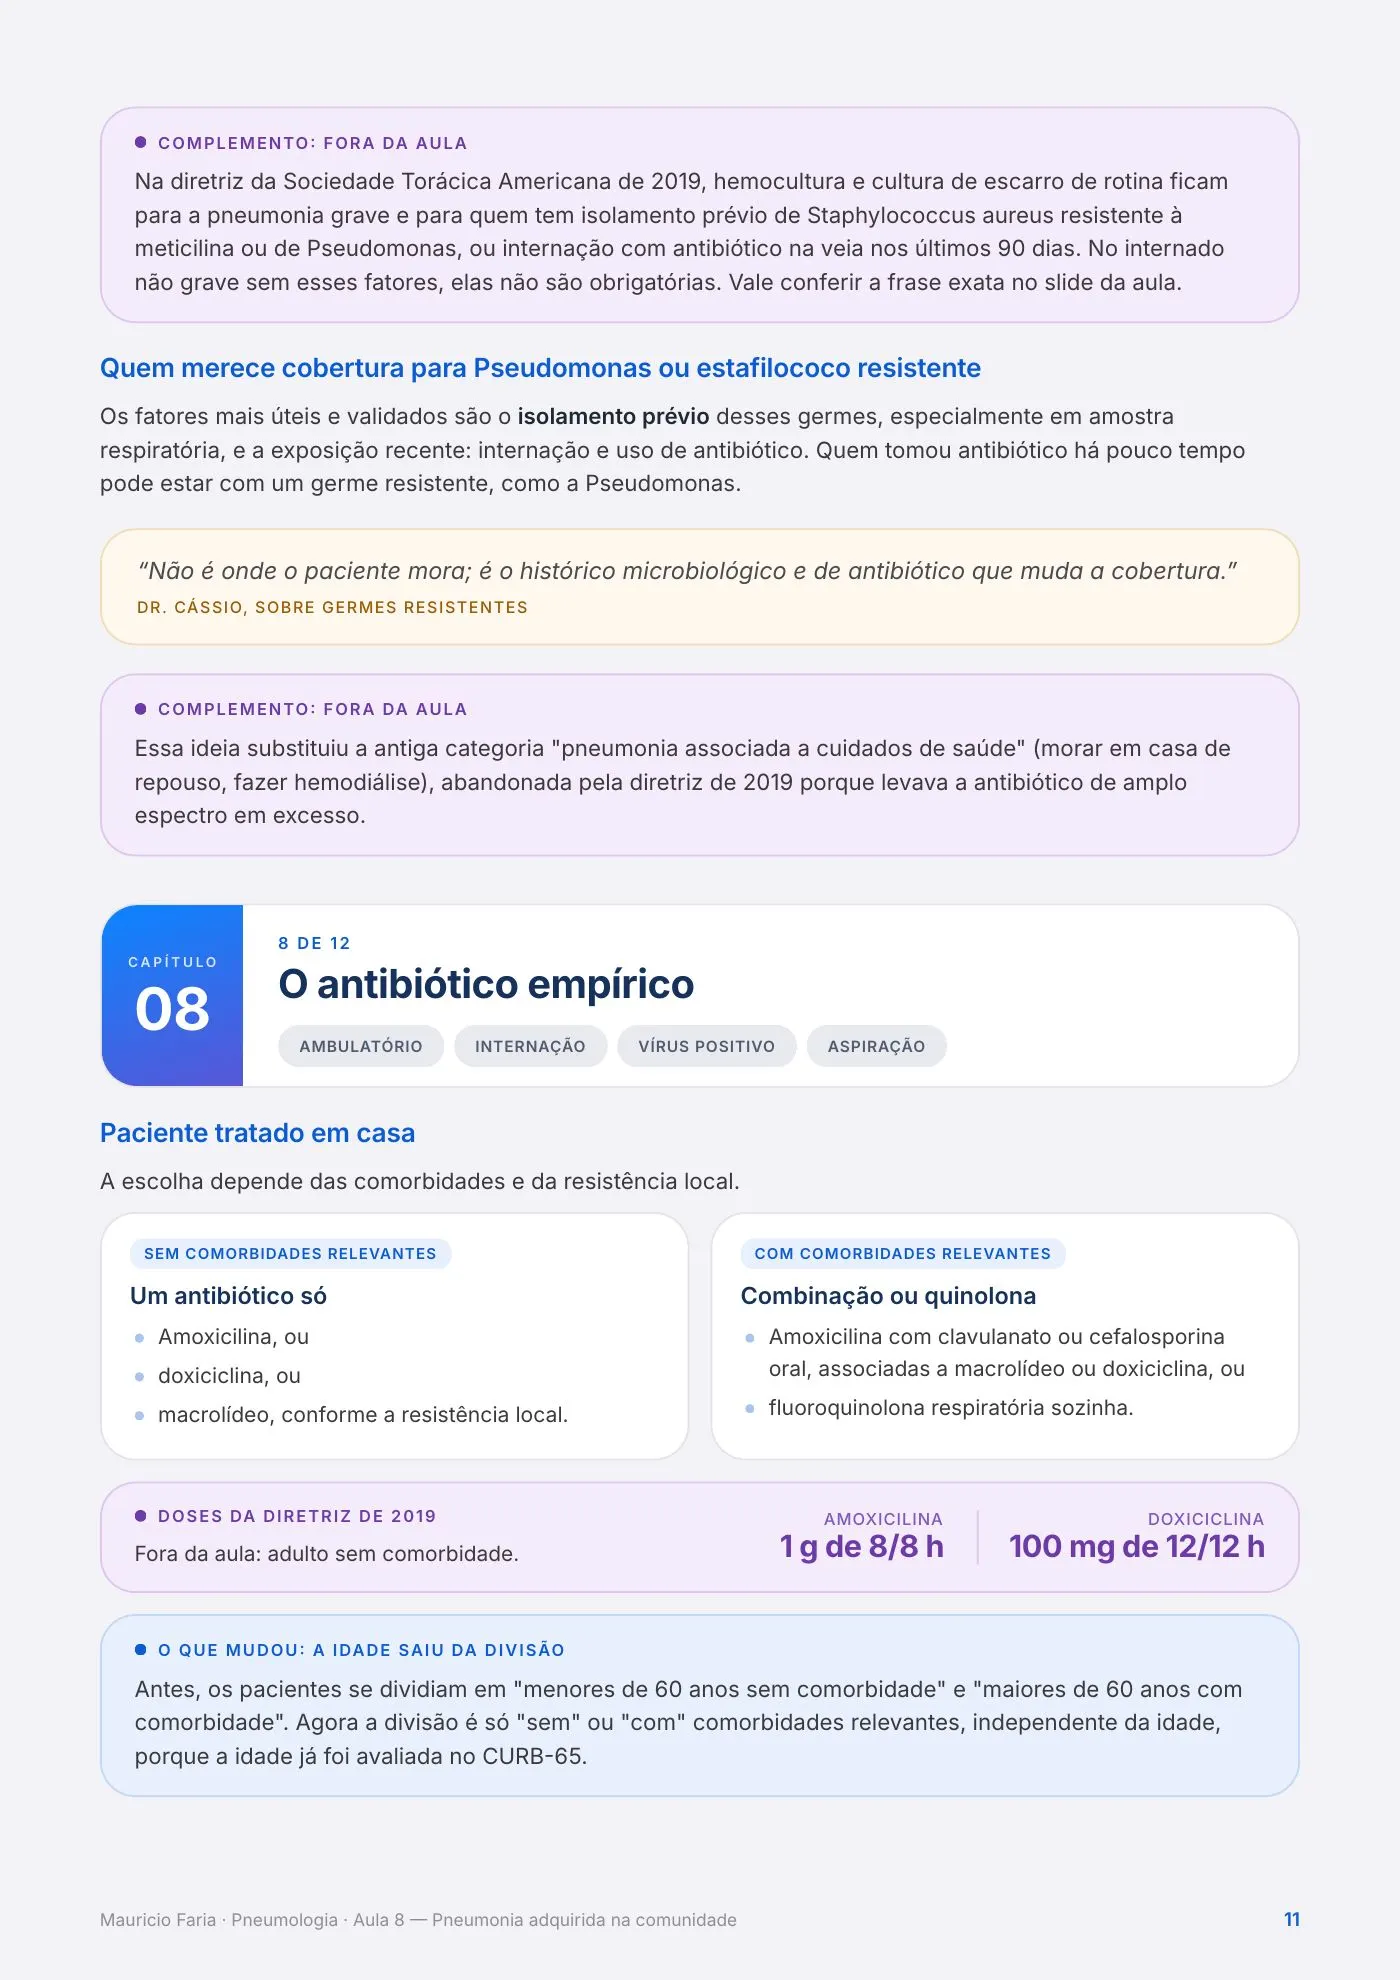 COMPLEMENTO: FORA DA AULA
Na diretriz da Sociedade Torácica Americana de 2019, hemocultura e cultura de escarro de rotina ficam
para a pneumonia grave e para quem tem isolamento prévio de Staphylococcus aureus resistente à
meticilina ou de Pseudomonas, ou internação com antibiótico na veia nos últimos 90 dias. No internado
não grave sem esses fatores, elas não são obrigatórias. Vale conferir a frase exata no slide da aula.
Quem merece cobertura para Pseudomonas ou estafilococo resistente
Os fatores mais úteis e validados são o isolamento prévio desses germes, especialmente em amostra
respiratória, e a exposição recente: internação e uso de antibiótico. Quem tomou antibiótico há pouco tempo
pode estar com um germe resistente, como a Pseudomonas.
“Não é onde o paciente mora; é o histórico microbiológico e de antibiótico que muda a cobertura.”
DR. CÁSSIO, SOBRE GERMES RESISTENTES
COMPLEMENTO: FORA DA AULA
Essa ideia substituiu a antiga categoria "pneumonia associada a cuidados de saúde" (morar em casa de
repouso, fazer hemodiálise), abandonada pela diretriz de 2019 porque levava a antibiótico de amplo
espectro em excesso.
CAPÍTULO
08
8 DE 12
O antibiótico empírico
AMBULATÓRIO
INTERNAÇÃO
VÍRUS POSITIVO
ASPIRAÇÃO
Paciente tratado em casa
A escolha depende das comorbidades e da resistência local.
SEM COMORBIDADES RELEVANTES
Um antibiótico só
Amoxicilina, ou
doxiciclina, ou
macrolídeo, conforme a resistência local.
COM COMORBIDADES RELEVANTES
Combinação ou quinolona
Amoxicilina com clavulanato ou cefalosporina
oral, associadas a macrolídeo ou doxiciclina, ou
fluoroquinolona respiratória sozinha.
DOSES DA DIRETRIZ DE 2019
Fora da aula: adulto sem comorbidade.
AMOXICILINA
1 g de 8/8 h
DOXICICLINA
100 mg de 12/12 h
O QUE MUDOU: A IDADE SAIU DA DIVISÃO
Antes, os pacientes se dividiam em "menores de 60 anos sem comorbidade" e "maiores de 60 anos com
comorbidade". Agora a divisão é só "sem" ou "com" comorbidades relevantes, independente da idade,
porque a idade já foi avaliada no CURB-65.
Mauricio Faria · Pneumologia · Aula 8 — Pneumonia adquirida na comunidade
11